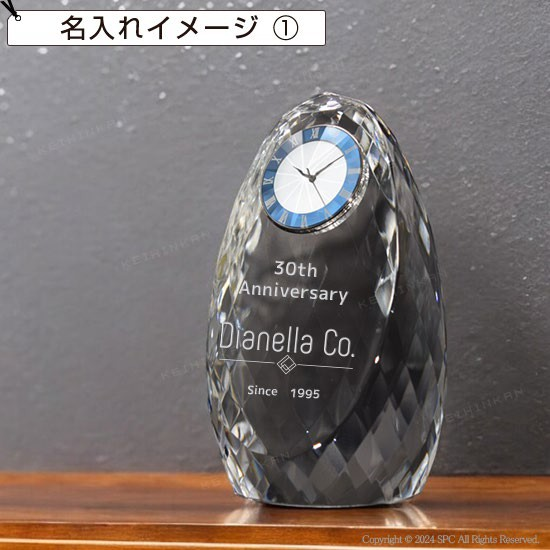 名入れイメージ ①
30th
Anniversary
Dianella Co.
Since 1995
KEIHINKAN
Copyright © 2024 SPC All Rights Reserved.